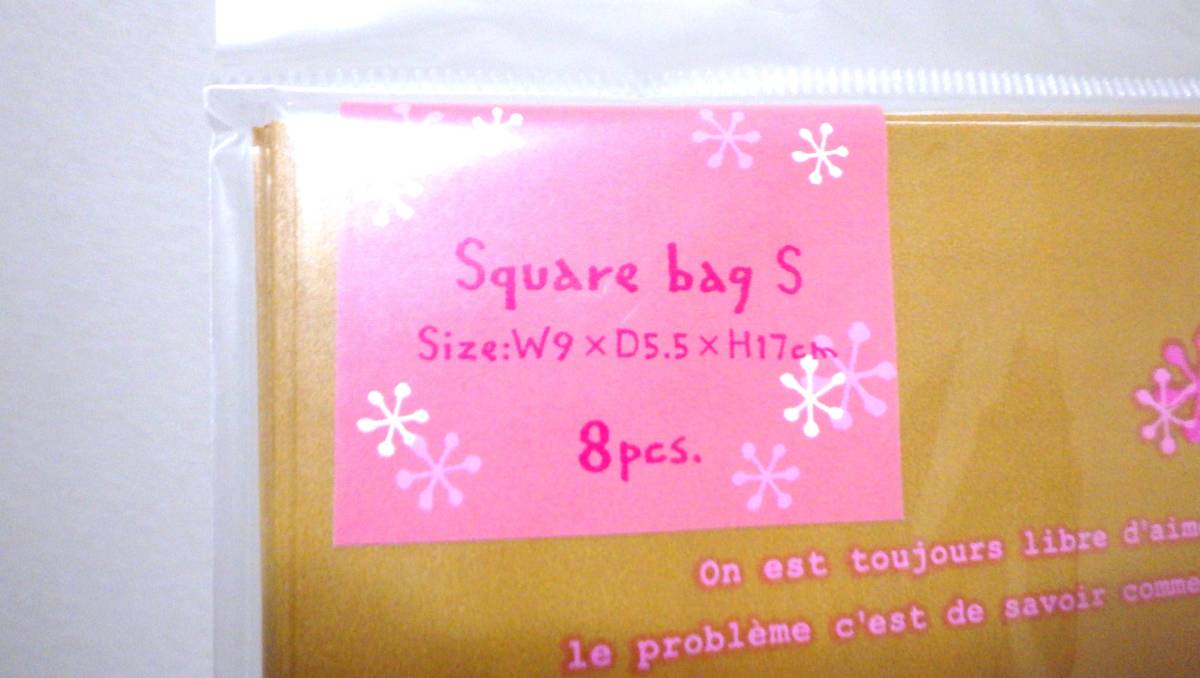 Square bag S
Size:W9×D5.5×H17cm
8pcs.
On est toujours libre d'aim
le problème c'est de savoir comme